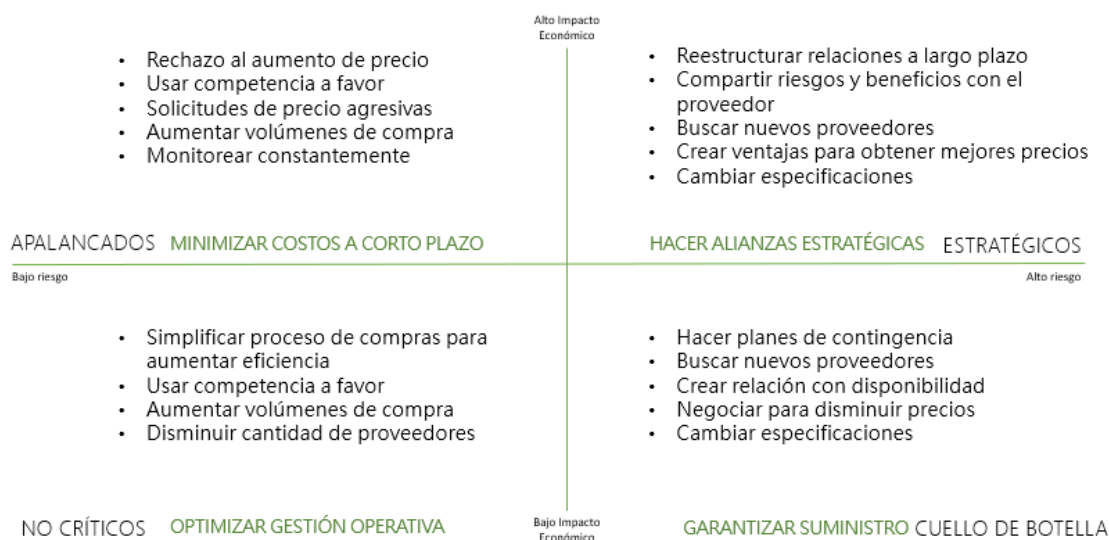 Alto Impacto
Económico
• Rechazo al aumento de precio
• Usar competencia a favor
• Solicitudes de precio agresivas
• Aumentar volúmenes de compra
• Monitorear constantemente
• Reestructurar relaciones a largo plazo
• Compartir riesgos y beneficios con el
proveedor
• Buscar nuevos proveedores
• Crear ventajas para obtener mejores precios
• Cambiar especificaciones
APALANCADOS MINIMIZAR COSTOS A CORTO PLAZO
HACER ALIANZAS ESTRATÉGICAS ESTRATÉGICOS
Bajo riesgo
Alto riesgo
• Simplificar proceso de compras para
aumentar eficiencia
• Usar competencia a favor
• Aumentar volúmenes de compra
• Disminuir cantidad de proveedores
• Hacer planes de contingencia
• Buscar nuevos proveedores
• Crear relación con disponibilidad
• Negociar para disminuir precios
• Cambiar especificaciones
NO CRÍTICOS OPTIMIZAR GESTIÓN OPERATIVA
Bajo Impacto
Económico
GARANTIZAR SUMINISTRO CUELLO DE BOTELLA